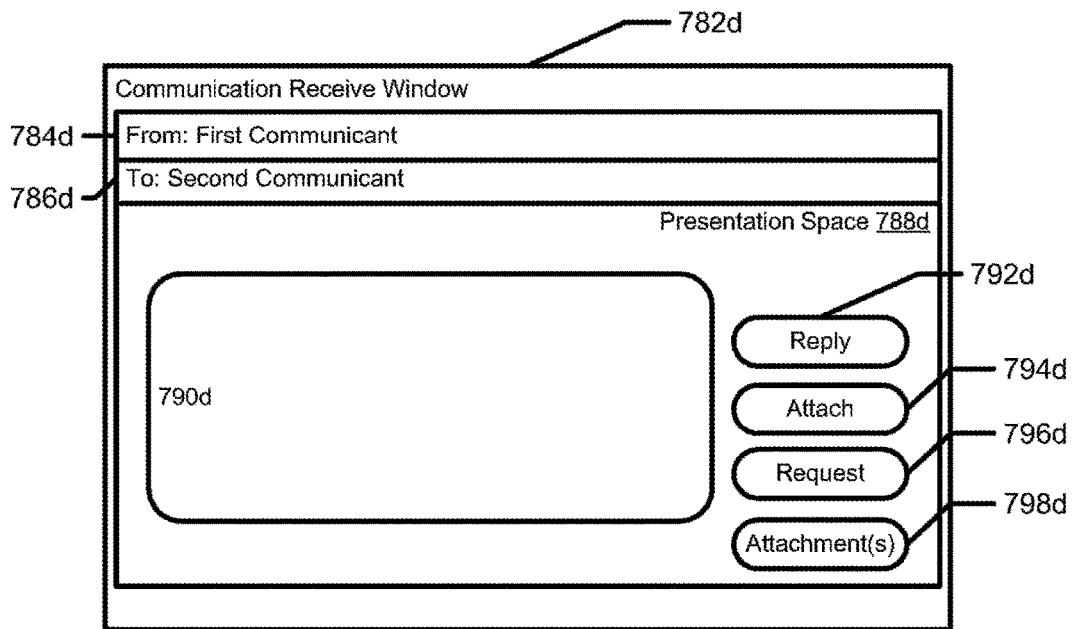 782d
Communication Receive Window
784d
From: First Communicant
786d
To: Second Communicant
Presentation Space 788d
792d
Reply
790d
794d
Attach
796d
Request
798d
Attachment(s)